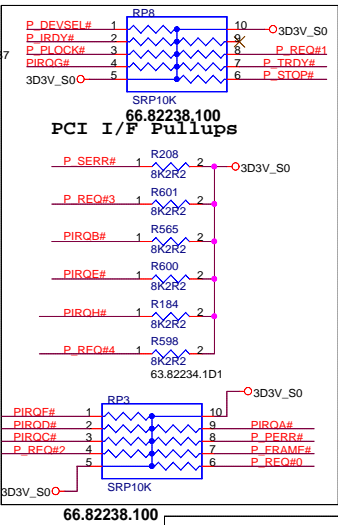 RP8
P_DEVSEL# 1 10 3D3V_S0
P_IRDY# 2 9
P_PLOCK# 3 8 P_REQ#1
PIRQG# 4 7 P_TRDY#
3D3V_S0 5 6 P_STOP#
SRP10K
66.82238.100
PCI I/F Pullups
P_SERR# 1 R208 2 3D3V_S0
8K2R2
P_REQ#3 1 R601 2
8K2R2
PIRQB# 1 R565 2
8K2R2
PIRQE# 1 R600 2
8K2R2
PIRQH# 1 R184 2
8K2R2
P_REQ#4 1 R598 2
8K2R2
63.82234.1D1
3D3V_S0
RP3
PIRQF# 1 10
PIRQD# 2 9 PIRQA#
PIRQC# 3 8 P_PERR#
P_REQ#2 4 7 P_FRAME#
5 6 P_REQ#0
3D3V_S0
SRP10K
66.82238.100